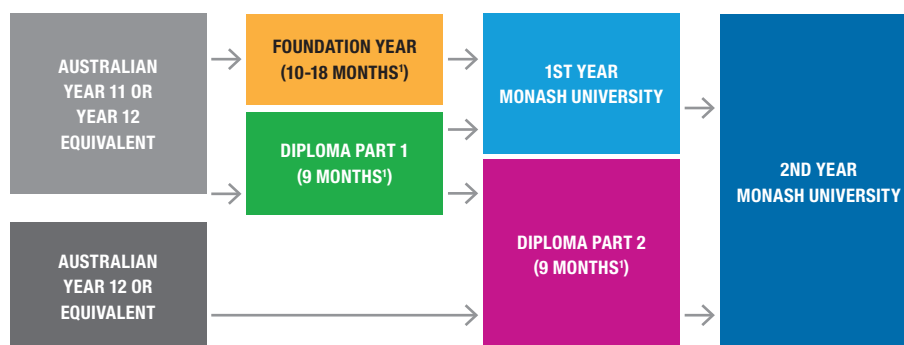 AUSTRALIAN
YEAR 11 OR
YEAR 12
EQUIVALENT
FOUNDATION YEAR
(10-18 MONTHS¹)
DIPLOMA PART 1
(9 MONTHS¹)
1ST YEAR
MONASH UNIVERSITY
2ND YEAR
MONASH UNIVERSITY
AUSTRALIAN
YEAR 12 OR
EQUIVALENT
DIPLOMA PART 2
(9 MONTHS¹)